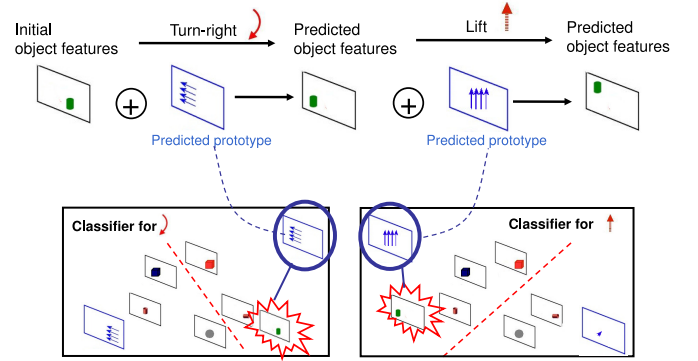 Initial
object features
Turn-right
Predicted
object features
Lift
Predicted
object features
Predicted prototype
Predicted prototype
Classifier for
Classifier for